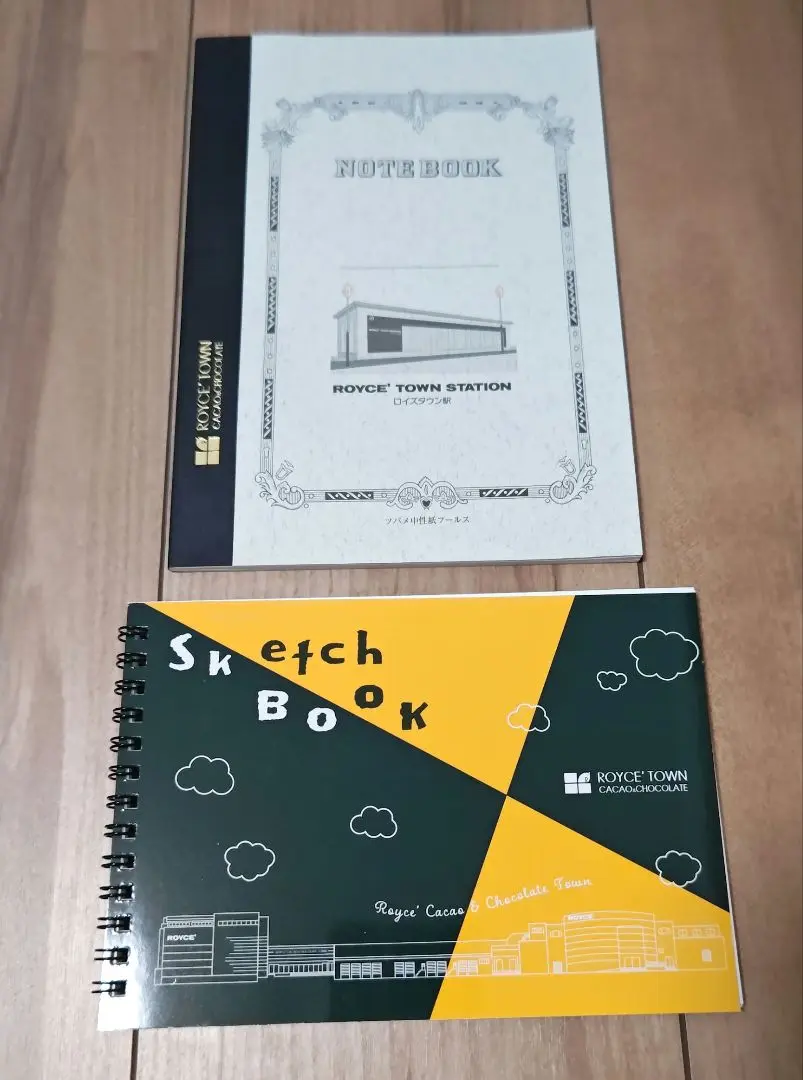 NOTE BOOK
ROYCE' TOWN STATION
ロイズタウン駅
ツバメ中性紙フールス
ROYCE' TOWN
CACAO&CHOCOLATE
Sketch
BOOK
ROYCE' TOWN
CACAO&CHOCOLATE
Royce' Cacao & Chocolate Town
ROYCE'
ROYCE'